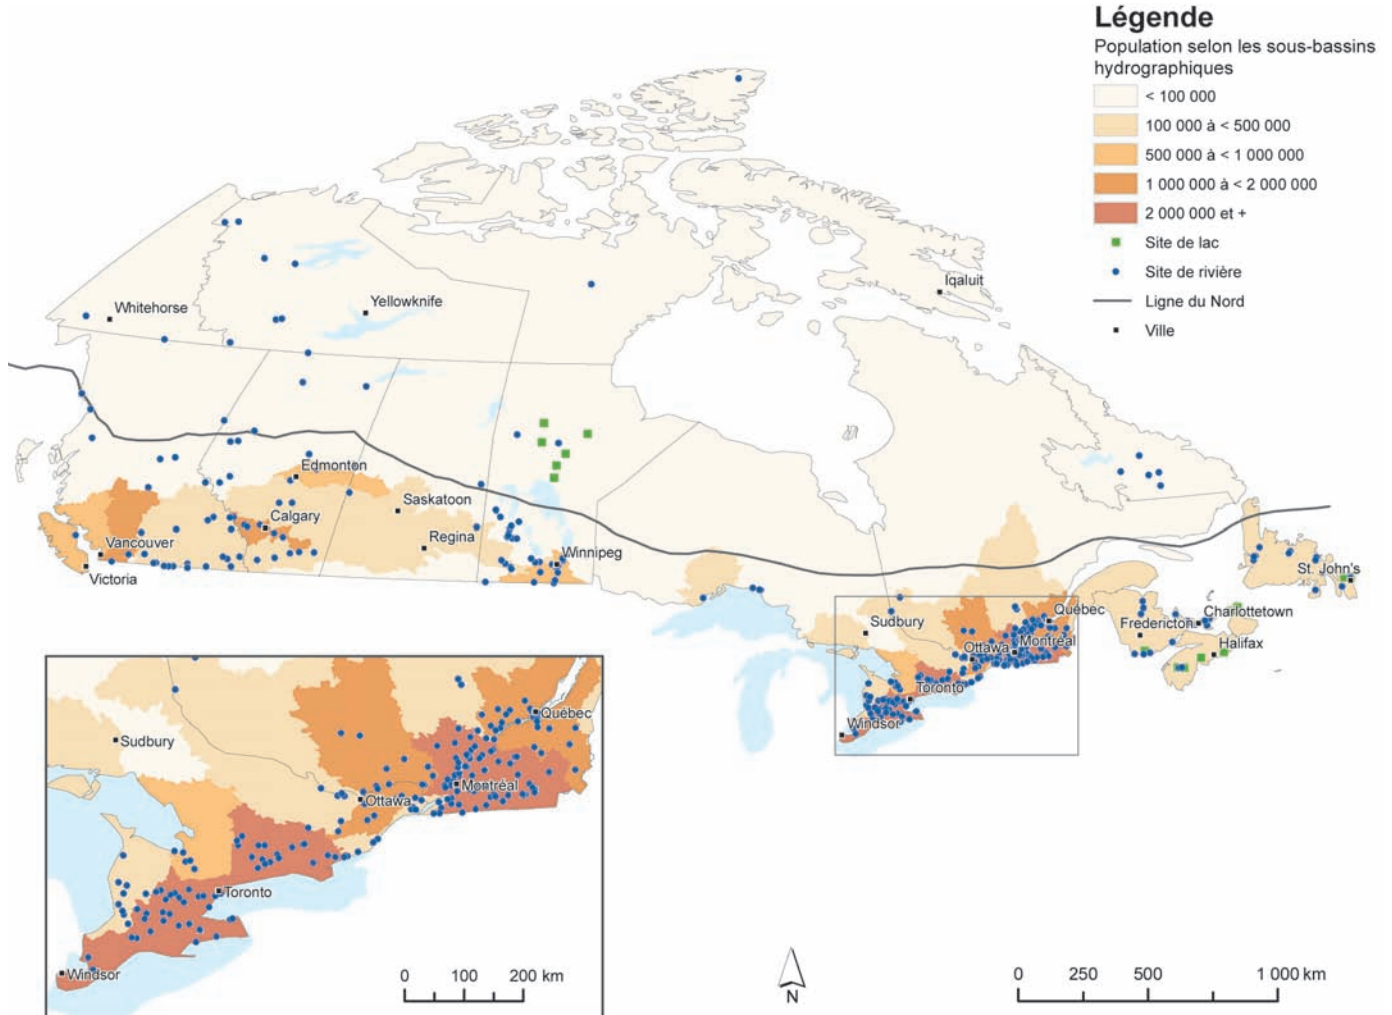 Légende
Population selon les sous-bassins
hydrographiques
< 100 000
100 000 à < 500 000
500 000 à < 1 000 000
1 000 000 à < 2 000 000
2 000 000 et +
Site de lac
Site de rivière
Ligne du Nord
Ville
Iqaluit
Whitehorse
Yellowknife
Edmonton
Saskatoon
Calgary
Regina
Vancouver
Winnipeg
Victoria
St. John's
Québec
Charlottetown
Sudbury
Fredericton
Ottawa
Montréal
Halifax
Toronto
Windsor
Québec
Sudbury
Montréal
Ottawa
Toronto
Windsor
0 100 200 km
N
0 250 500 1 000 km